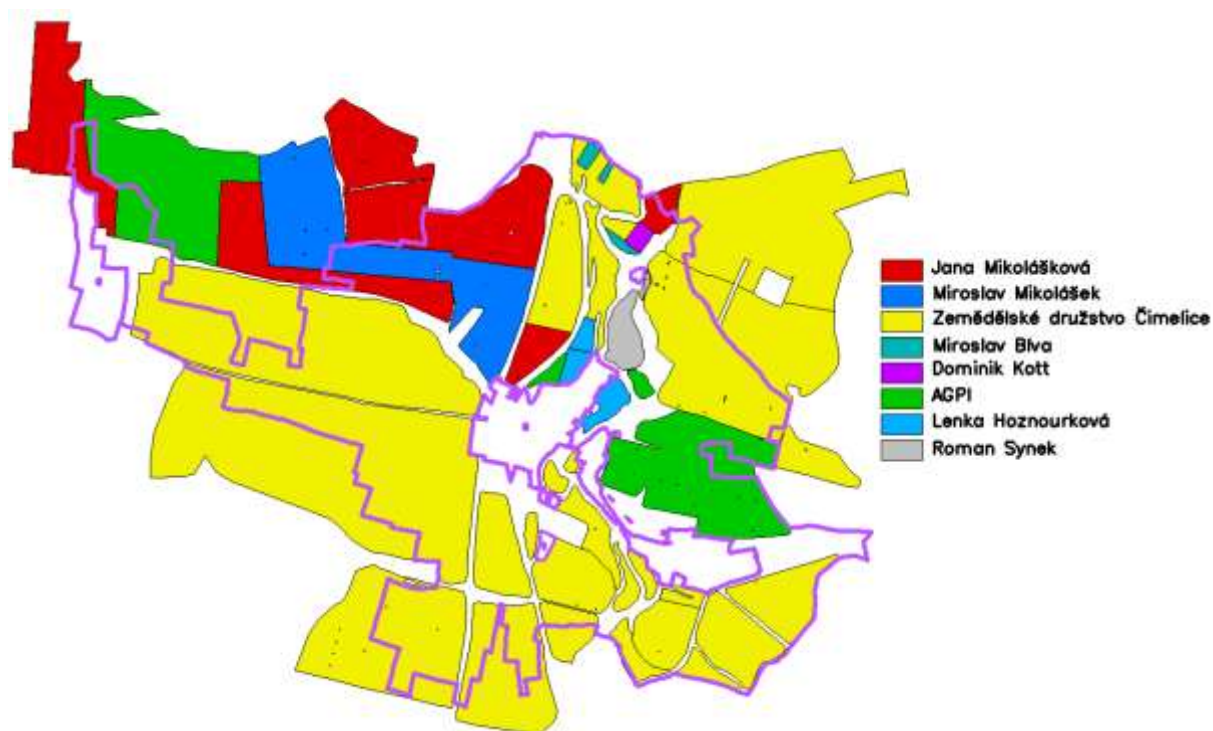 Jana Mikolášková
Miroslav Mikolášek
Zemědělské družstvo Čimelice
Miroslav Blva
Dominik Kott
AGPI
Lenka Hoznourková
Roman Synek